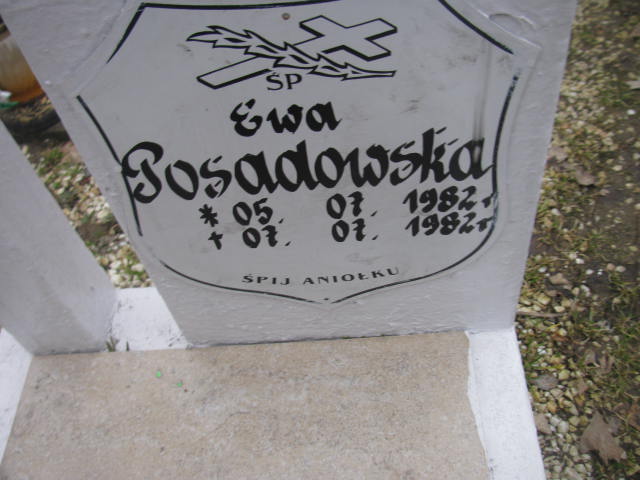 ŚP
Ewa
Posadowska
* 05. 07. 1982 r
† 07. 07. 1982 r
ŚPIJ ANIOŁKU